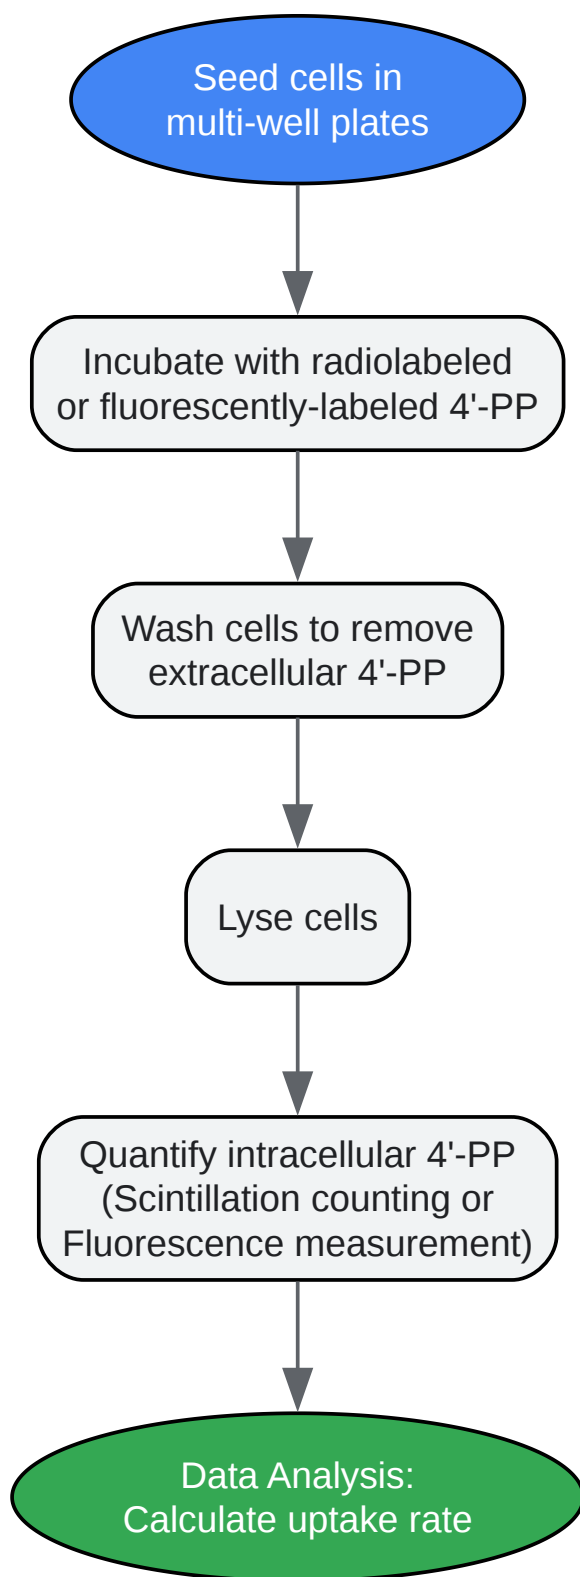 Seed cells in
multi-well plates
Incubate with radiolabeled
or fluorescently-labeled 4'-PP
Wash cells to remove
extracellular 4'-PP
Lyse cells
Quantify intracellular 4'-PP
(Scintillation counting or
Fluorescence measurement)
Data Analysis:
Calculate uptake rate